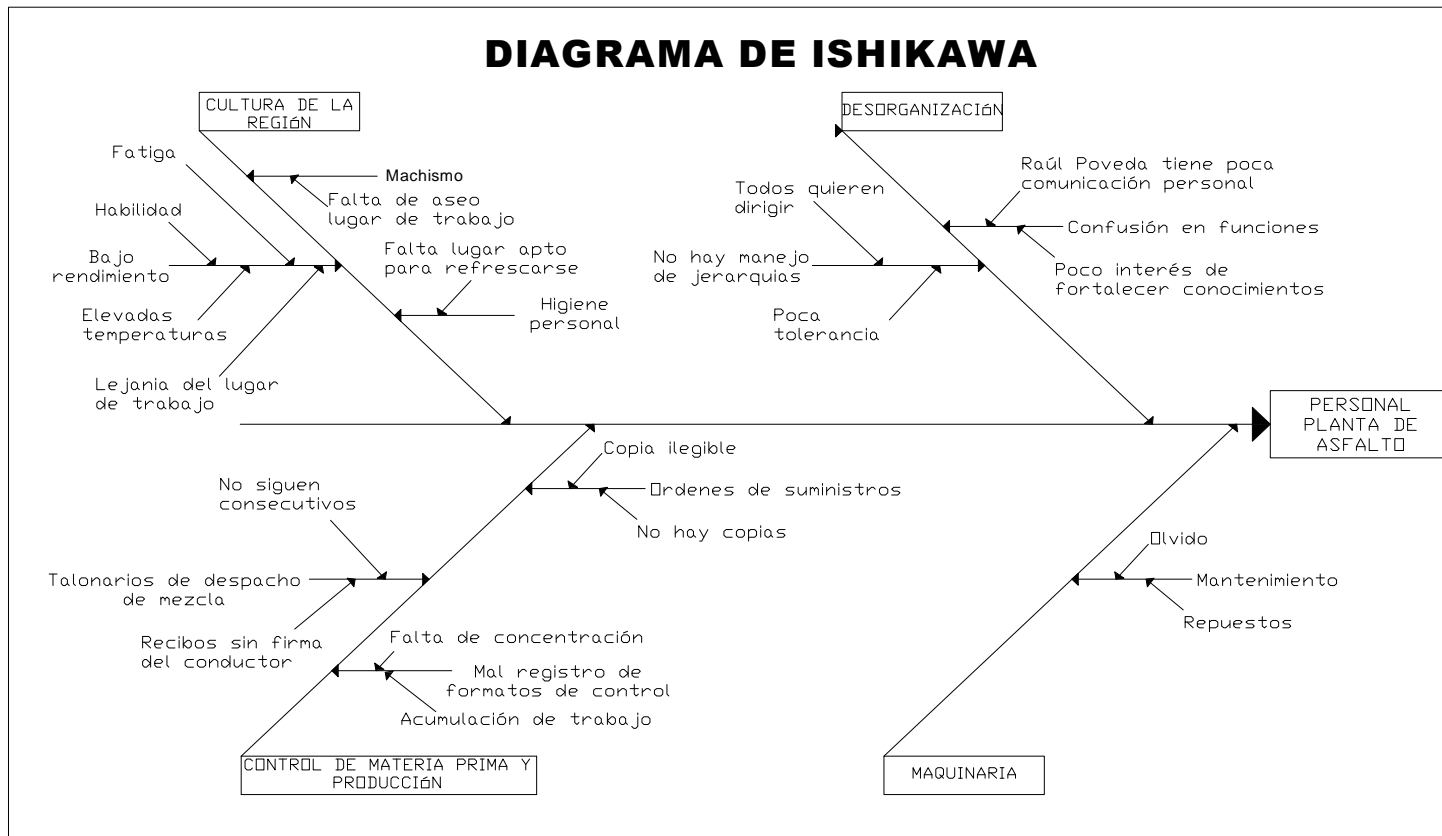 DIAGRAMA DE ISHIKAWA
CULTURA DE LA
REGIóN
DESORGANIZACIóN
Fatiga
Machismo
Habilidad
Falta de aseo
lugar de trabajo
Bajo
rendimiento
Falta lugar apto
para refrescarse
Elevadas
temperaturas
Higiene
personal
Lejania del lugar
de trabajo
Raúl Poveda tiene poca
comunicación personal
Todos quieren
dirigir
Confusión en funciones
No hay manejo
de jerarquias
Poco interés de
fortalecer conocimientos
Poca
tolerancia
PERSONAL
PLANTA DE
ASFALTO
Copia ilegible
No siguen
consecutivos
Ordenes de suministros
No hay copias
Talonarios de despacho
de mezcla
Recibos sin firma
del conductor
Falta de concentración
Mal registro de
formatos de control
Acumulación de trabajo
Olvido
Mantenimiento
Repuestos
CONTROL DE MATERIA PRIMA Y
PRODUCCIóN
MAQUINARIA